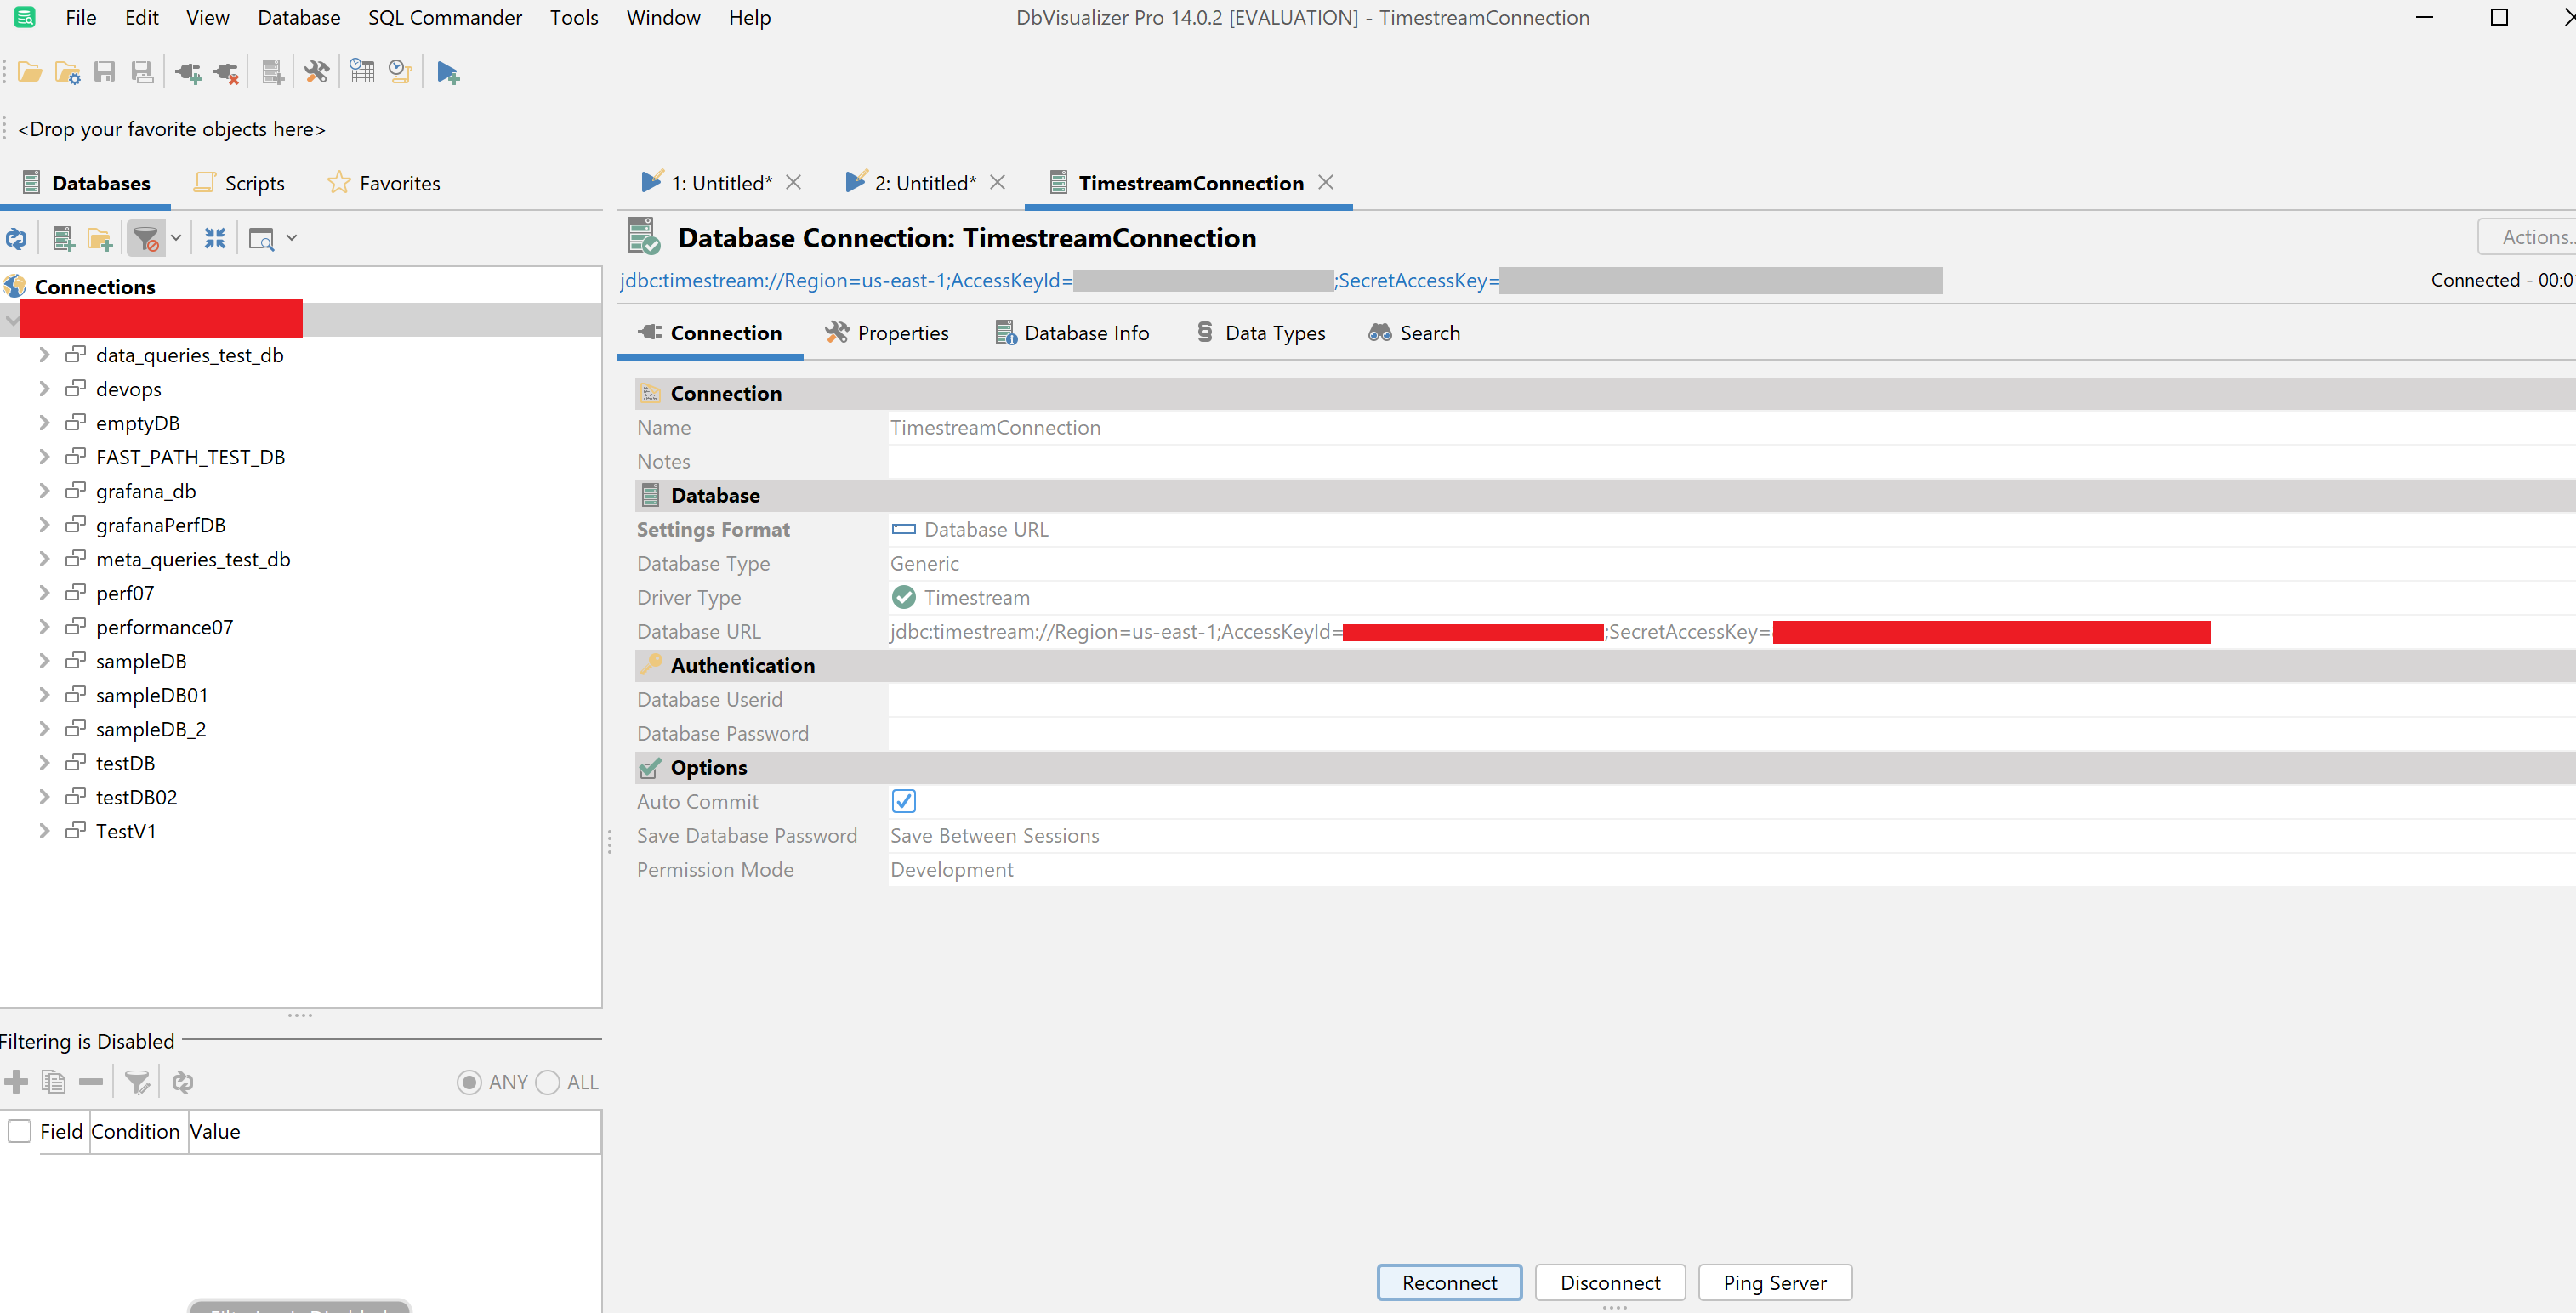 File Edit View Database SQL Commander Tools Window Help DbVisualizer Pro 14.0.2 [EVALUATION] - TimestreamConnection
<Drop your favorite objects here>
Databases Scripts Favorites
Connections
data_queries_test_db
devops
emptyDB
FAST_PATH_TEST_DB
grafana_db
grafanaPerfDB
meta_queries_test_db
perf07
performance07
sampleDB
sampleDB01
sampleDB_2
testDB
testDB02
TestV1
Filtering is Disabled
ANY ALL
Field Condition Value
1: Untitled* 2: Untitled* TimestreamConnection
Database Connection: TimestreamConnection Actions..
jdbc:timestream://Region=us-east-1;AccessKeyId= ;SecretAccessKey= Connected - 00:0
Connection Properties Database Info Data Types Search
Connection
Name TimestreamConnection
Notes
Database
Settings Format Database URL
Database Type Generic
Driver Type Timestream
Database URL jdbc:timestream://Region=us-east-1;AccessKeyId= ;SecretAccessKey=
Authentication
Database Userid
Database Password
Options
Auto Commit
Save Database Password Save Between Sessions
Permission Mode Development
Reconnect Disconnect Ping Server